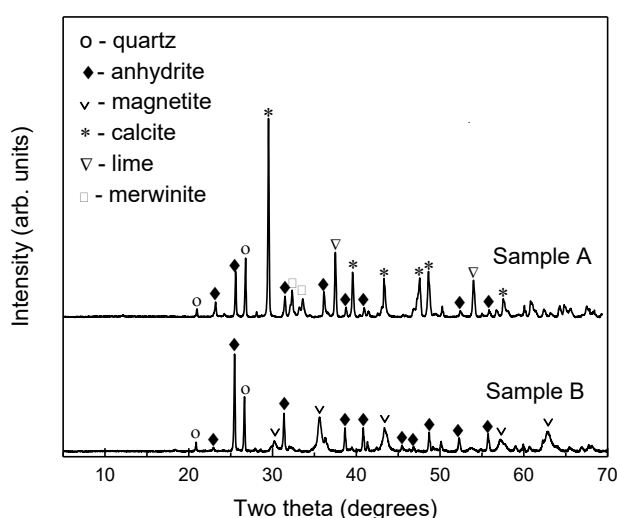 o - quartz
♦ - anhydrite
⌄ - magnetite
* - calcite
▽ - lime
□ - merwinite
Intensity (arb. units)
Sample A
Sample B
10 20 30 40 50 60 70
Two theta (degrees)